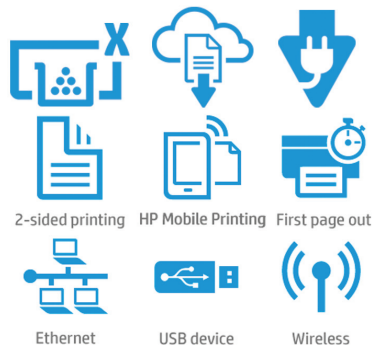 X
2-sided printing HP Mobile Printing First page out
Ethernet USB device Wireless